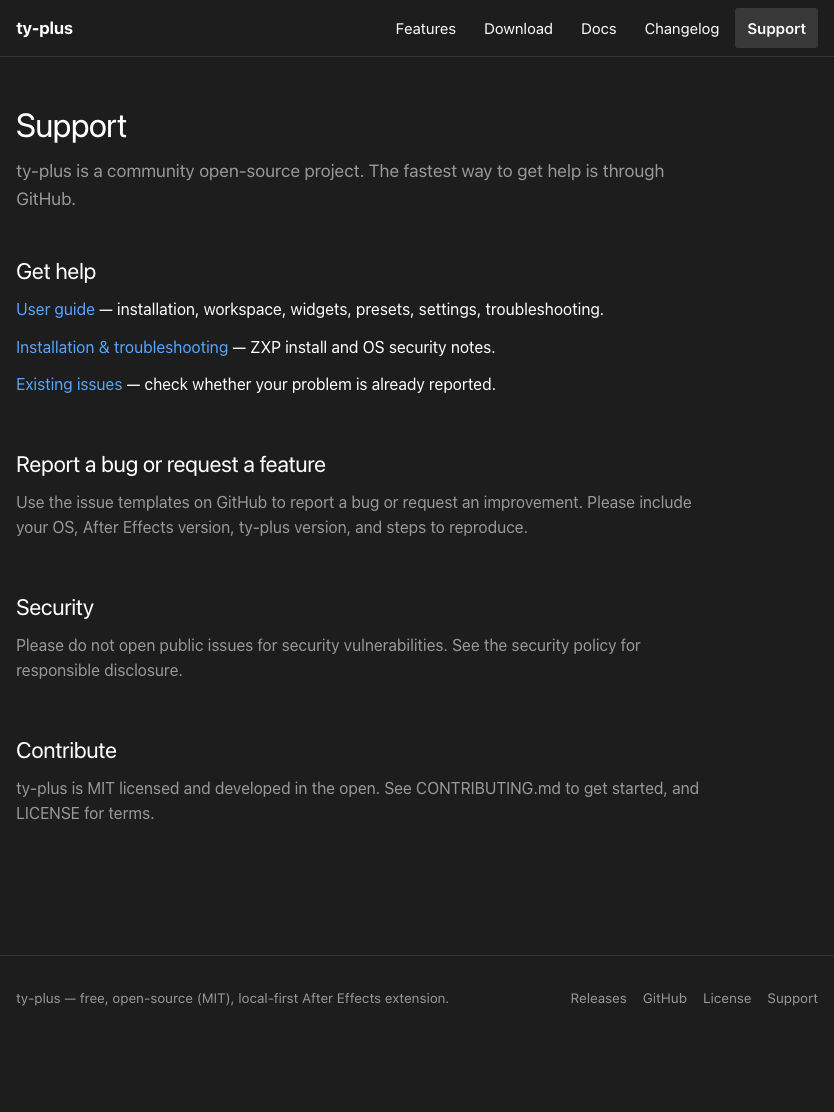 ty-plus
Features Download Docs Changelog Support
Support
ty-plus is a community open-source project. The fastest way to get help is through
GitHub.
Get help
User guide — installation, workspace, widgets, presets, settings, troubleshooting.
Installation & troubleshooting — ZXP install and OS security notes.
Existing issues — check whether your problem is already reported.
Report a bug or request a feature
Use the issue templates on GitHub to report a bug or request an improvement. Please include
your OS, After Effects version, ty-plus version, and steps to reproduce.
Security
Please do not open public issues for security vulnerabilities. See the security policy for
responsible disclosure.
Contribute
ty-plus is MIT licensed and developed in the open. See CONTRIBUTING.md to get started, and
LICENSE for terms.
ty-plus — free, open-source (MIT), local-first After Effects extension.
Releases GitHub License Support